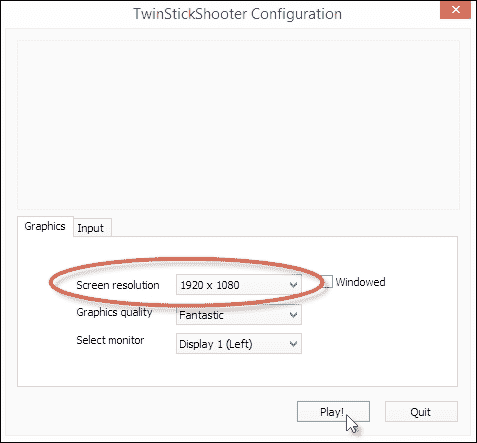 TwinStickShooter Configuration
Graphics Input
Screen resolution 1920 x 1080 Windowed
Graphics quality Fantastic
Select monitor Display 1 (Left)
Play! Quit